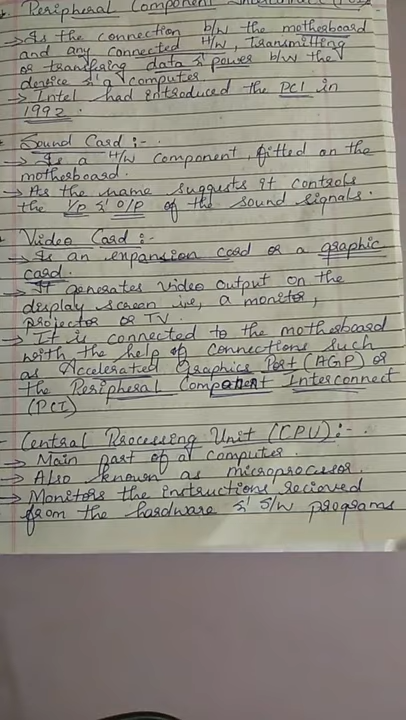 Peripheral Component Interconnect (PCI)
→ Is the connection b/w the motherboard
and any connected H/W, Transmitting
or transfering data & power b/w the
device & a computer
→ Intel had introduced the PCI in
1992.
Sound Card :-
→ Is a H/W component, fitted on the
motherboard.
→ As the name suggests it controls
the I/P & O/P of the sound signals.
Video Card :-
→ Is an expansion card or a graphic
card.
→ It generates video output on the
display screen i.e, a monitor,
projector or TV.
→ It is connected to the motherboard
with the help of connections such
as Accelerated Graphics Port (AGP) or
the Peripheral Component Interconnect
(PCI)
Central Processing Unit (CPU) :-
→ Main part of a computer.
→ Also known as microprocessor.
→ Monitors the instructions recioved
from the hardware & S/W programs